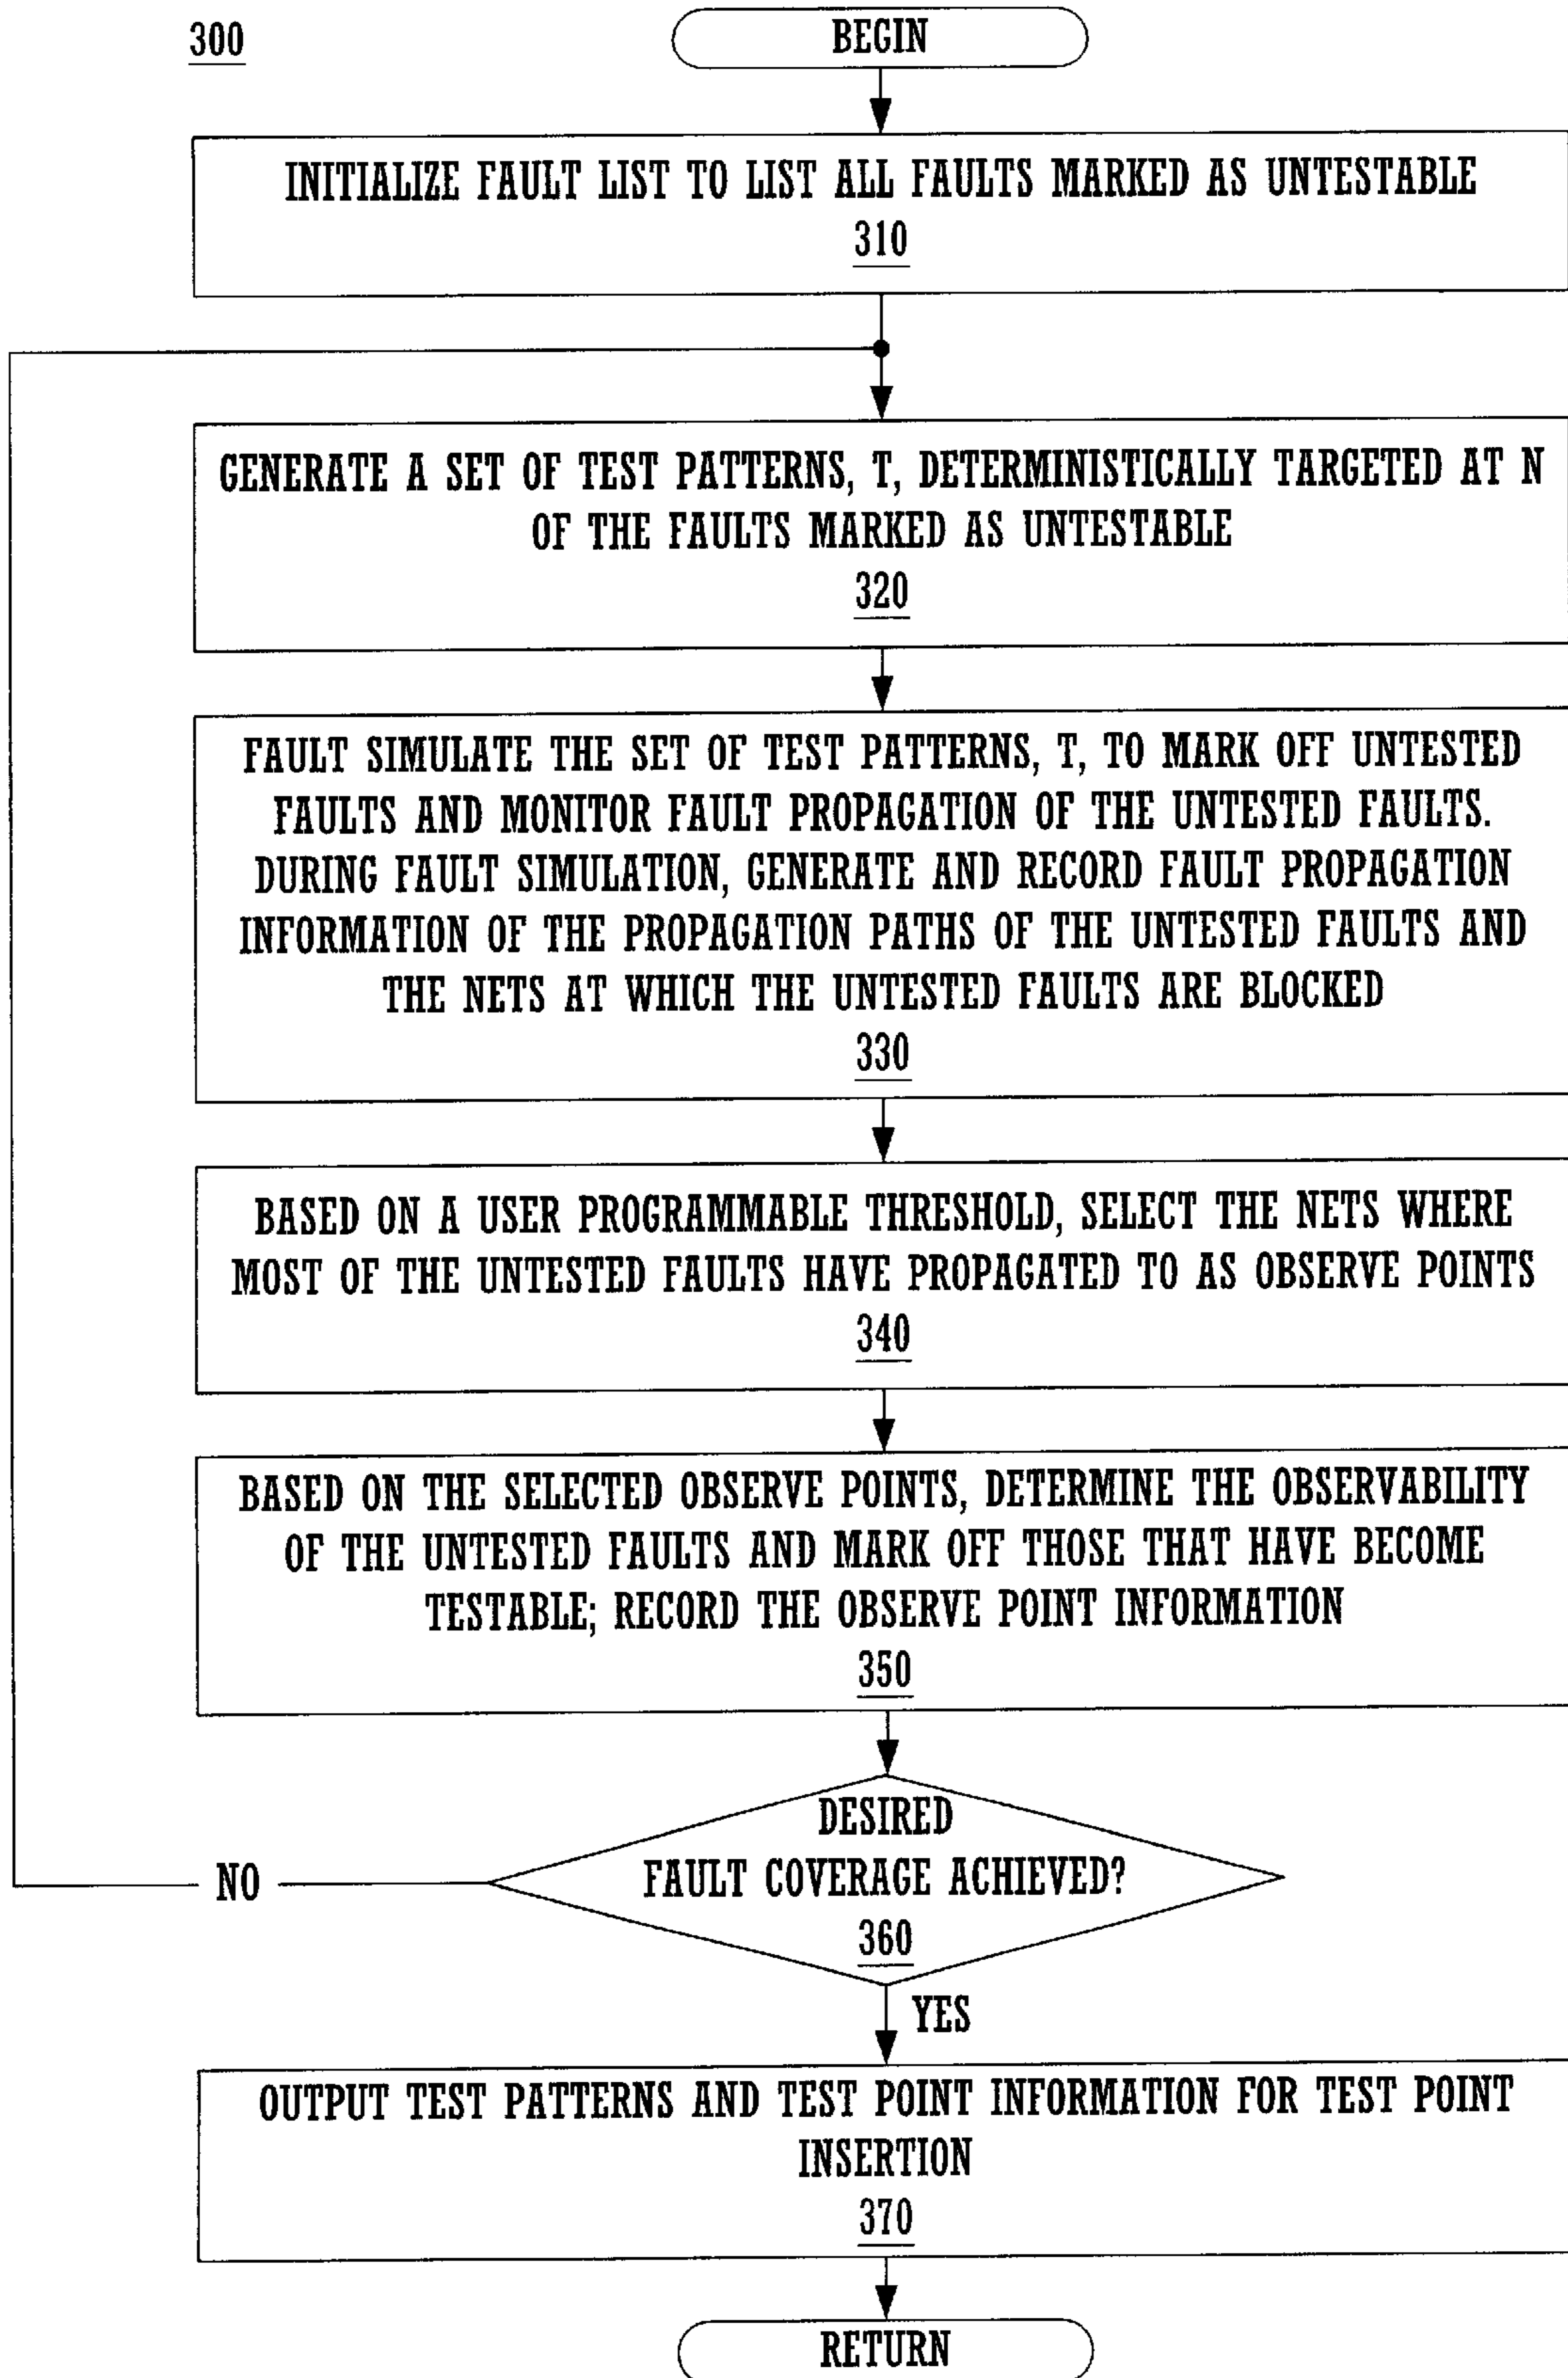 300
BEGIN
INITIALIZE FAULT LIST TO LIST ALL FAULTS MARKED AS UNTESTABLE
310
GENERATE A SET OF TEST PATTERNS, T, DETERMINISTICALLY TARGETED AT N
OF THE FAULTS MARKED AS UNTESTABLE
320
FAULT SIMULATE THE SET OF TEST PATTERNS, T, TO MARK OFF UNTESTED
FAULTS AND MONITOR FAULT PROPAGATION OF THE UNTESTED FAULTS.
DURING FAULT SIMULATION, GENERATE AND RECORD FAULT PROPAGATION
INFORMATION OF THE PROPAGATION PATHS OF THE UNTESTED FAULTS AND
THE NETS AT WHICH THE UNTESTED FAULTS ARE BLOCKED
330
BASED ON A USER PROGRAMMABLE THRESHOLD, SELECT THE NETS WHERE
MOST OF THE UNTESTED FAULTS HAVE PROPAGATED TO AS OBSERVE POINTS
340
BASED ON THE SELECTED OBSERVE POINTS, DETERMINE THE OBSERVABILITY
OF THE UNTESTED FAULTS AND MARK OFF THOSE THAT HAVE BECOME
TESTABLE; RECORD THE OBSERVE POINT INFORMATION
350
DESIRED
FAULT COVERAGE ACHIEVED?
360
NO
YES
OUTPUT TEST PATTERNS AND TEST POINT INFORMATION FOR TEST POINT
INSERTION
370
RETURN